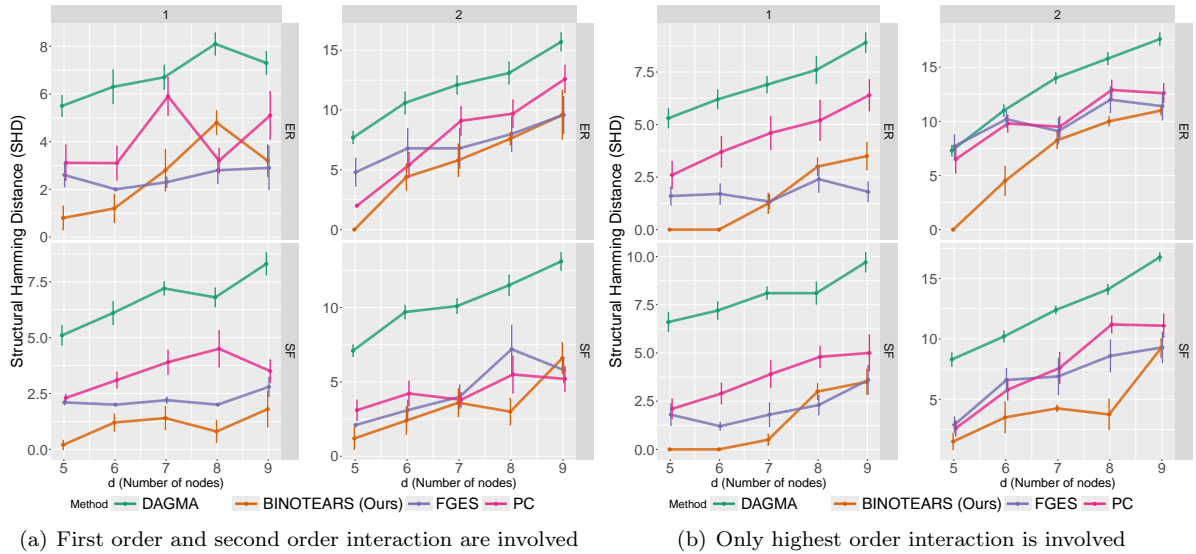 1 2
Structural Hamming Distance (SHD)
8
6
4
2
0
15
10
5
0
ER ER
7.5
5.0
2.5
0.0
10
5
0
SF SF
5 6 7 8 9 5 6 7 8 9
d (Number of nodes) d (Number of nodes)
Method DAGMA BINOTEARS (Ours) FGES PC
(a) First order and second order interaction are involved
1 2
Structural Hamming Distance (SHD)
7.5
5.0
2.5
0.0
15
10
5
0
ER ER
10.0
7.5
5.0
2.5
0.0
15
10
5
SF SF
5 6 7 8 9 5 6 7 8 9
d (Number of nodes) d (Number of nodes)
Method DAGMA BINOTEARS (Ours) FGES PC
(b) Only highest order interaction is involved